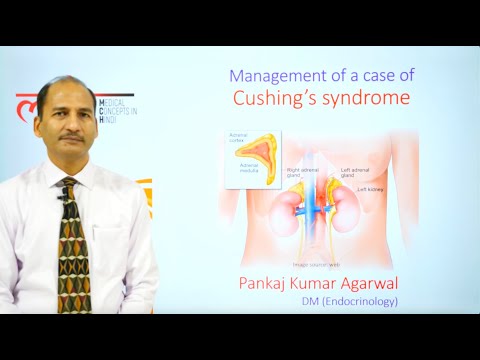 MEDICAL
CONCEPTS IN
HINDI
Management of a case of
Cushing's syndrome
Adrenal
cortex
Adrenal
medulla
Right adrenal
gland
Left adrenal
gland
Left kidney
Image source: web
Pankaj Kumar Agarwal
DM (Endocrinology)